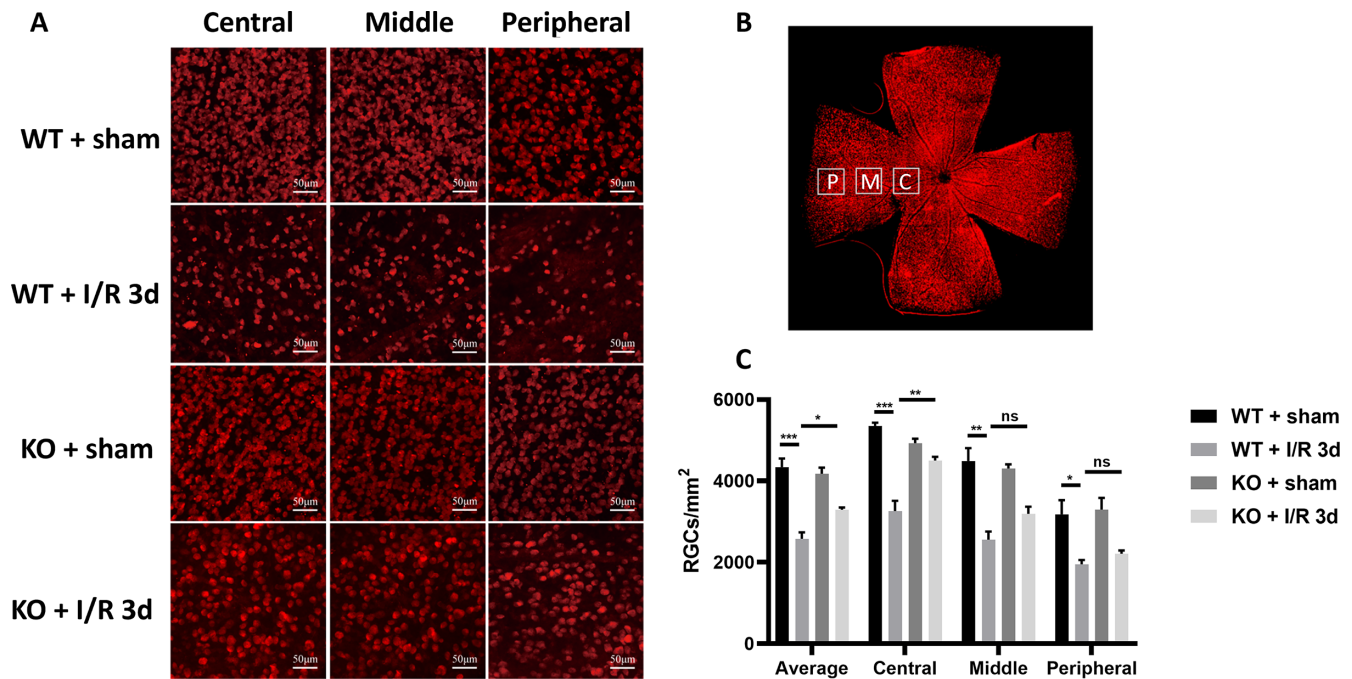 A
Central Middle Peripheral
WT + sham
50μm 50μm 50μm
WT + I/R 3d
50μm 50μm 50μm
KO + sham
50μm 50μm 50μm
KO + I/R 3d
50μm 50μm 50μm
B
P M C
C
RGCs/mm²
6000
4000
2000
0
*** *
*** **
** ns
* ns
Average Central Middle Peripheral
WT + sham
WT + I/R 3d
KO + sham
KO + I/R 3d